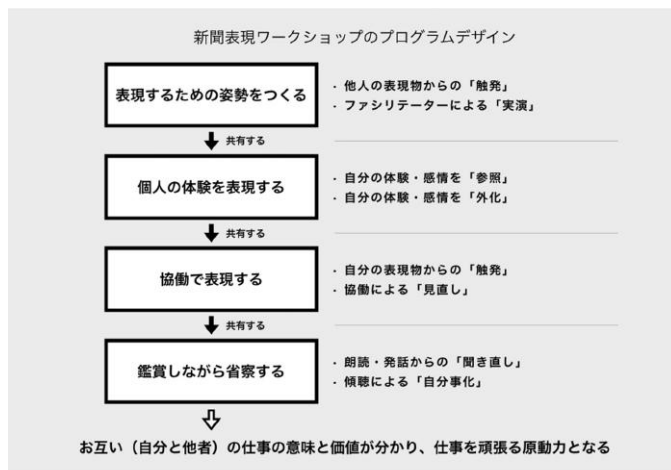 新聞表現ワークショップのプログラムデザイン
表現するための姿勢をつくる
・他人の表現物からの「触発」
・ファシリテーターによる「実演」
共有する
個人の体験を表現する
・自分の体験・感情を「参照」
・自分の体験・感情を「外化」
共有する
協働で表現する
・自分の表現物からの「触発」
・協働による「見直し」
共有する
鑑賞しながら省察する
・朗読・発話からの「聞き直し」
・傾聴による「自分事化」
お互い（自分と他者）の仕事の意味と価値が分かり、仕事を頑張る原動力となる